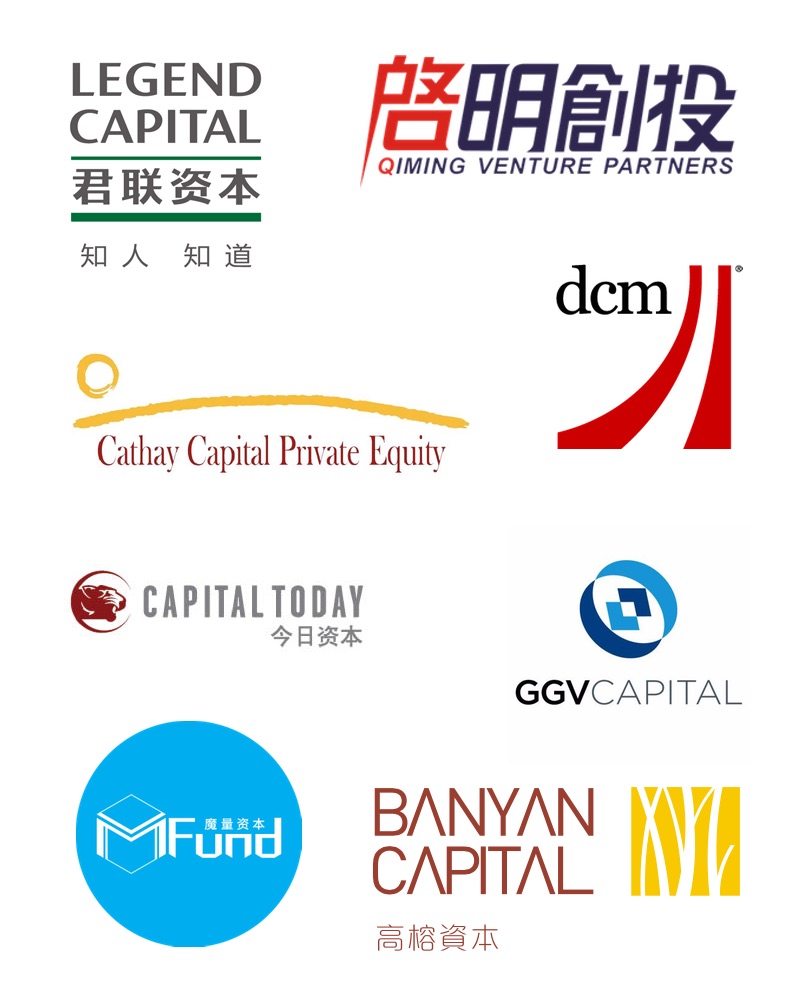 LEGEND
CAPITAL
君联资本
知人 知道
啓明創投
QIMING VENTURE PARTNERS
dcm®
Cathay Capital Private Equity
CAPITAL TODAY
今日资本
GGVCAPITAL
魔量资本
MFund
BANYAN
CAPITAL
高榕資本